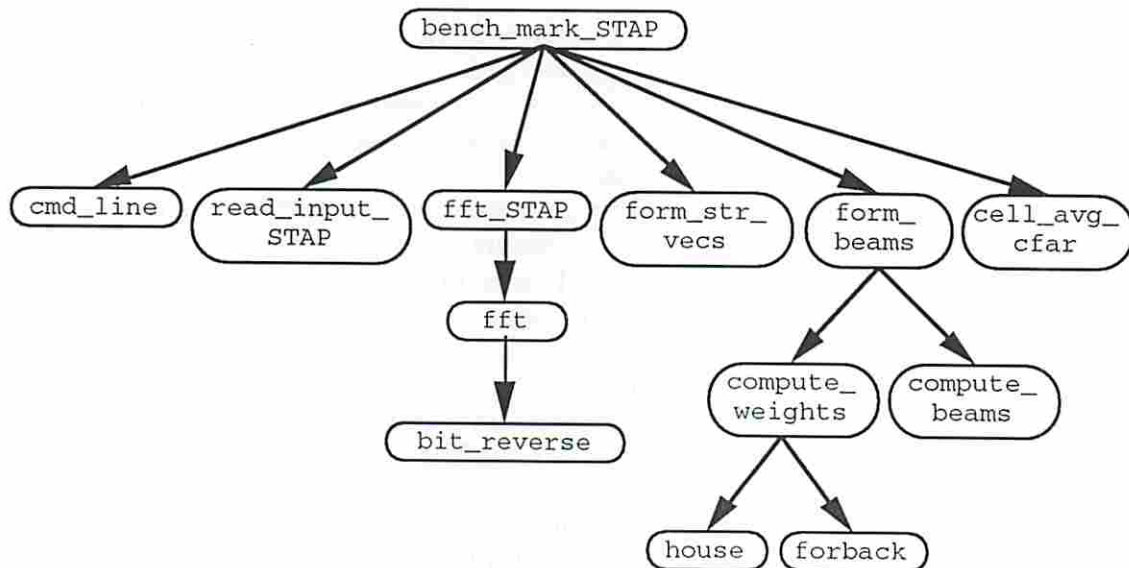 bench_mark_STAP
cmd_line
read_input_
STAP
fft_STAP
form_str_
vecs
form_
beams
cell_avg_
cfar
fft
compute_
weights
compute_
beams
bit_reverse
house
forback